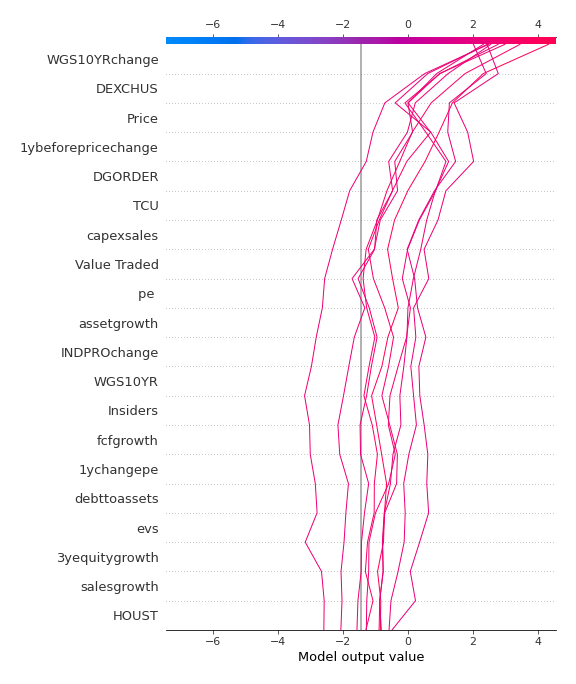 −6 −4 −2 0 2 4
WGS10YRchange
DEXCHUS
Price
1ybeforepricechange
DGORDER
TCU
capexsales
Value Traded
pe
assetgrowth
INDPROchange
WGS10YR
Insiders
fcfgrowth
1ychangepe
debttoassets
evs
3yequitygrowth
salesgrowth
HOUST
−6 −4 −2 0 2 4
Model output value